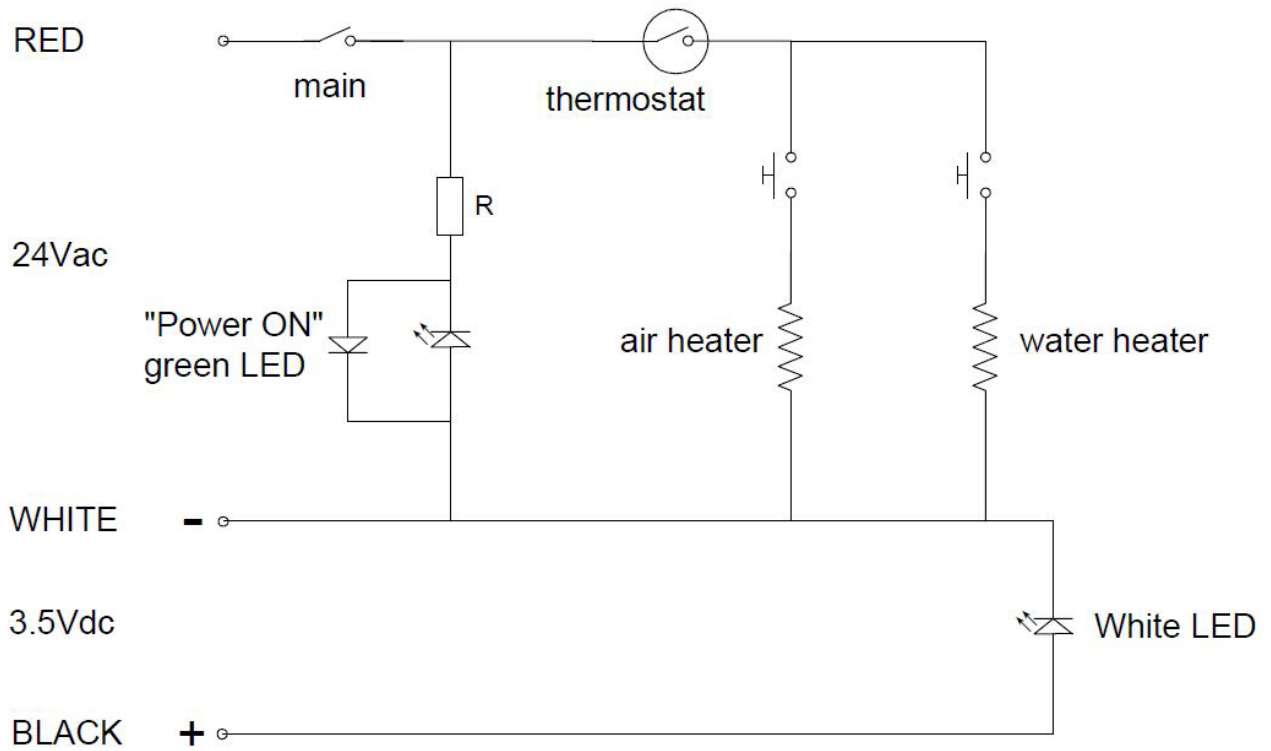 RED
main
thermostat
R
24Vac
"Power ON"
green LED
air heater
water heater
WHITE -
3.5Vdc
White LED
BLACK +